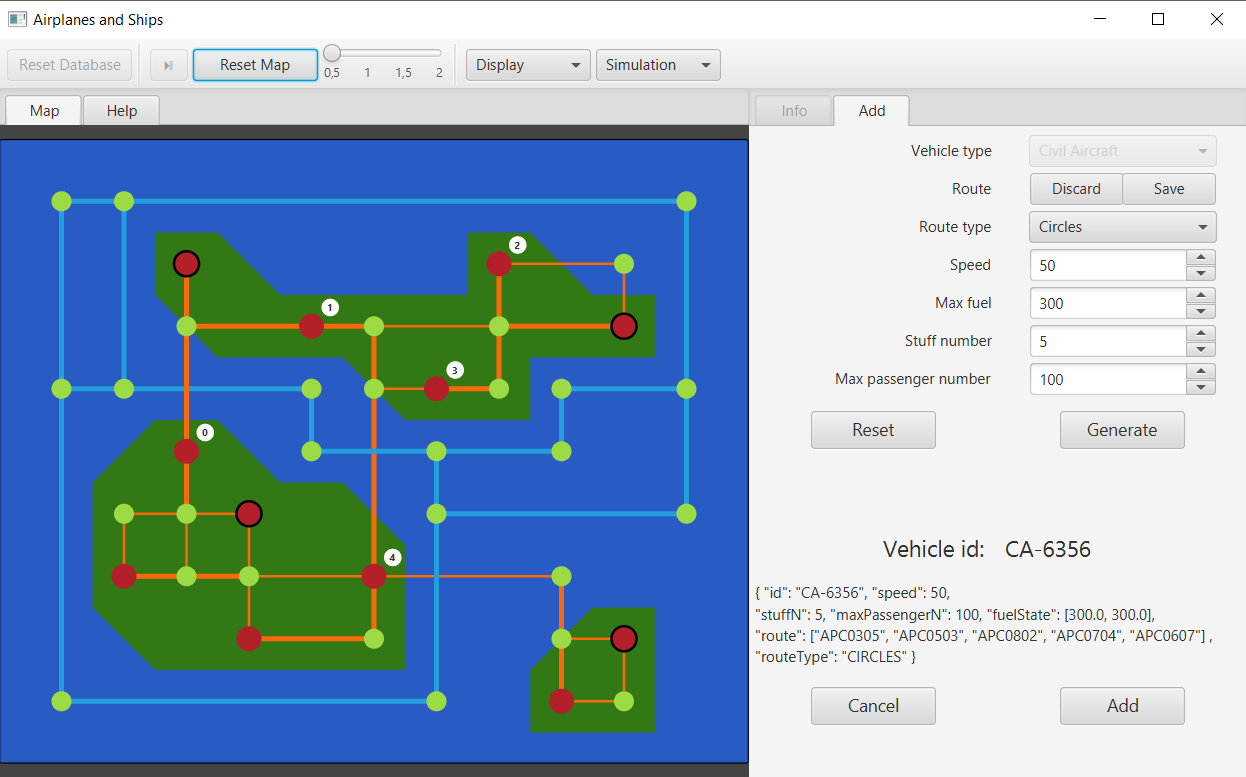 Airplanes and Ships
Reset Database
Reset Map
0,5 1 1,5 2
Display
Simulation
Map
Help
Info
Add
2
1
3
0
4
Vehicle type
Civil Aircraft
Route
Discard
Save
Route type
Circles
Speed
50
Max fuel
300
Stuff number
5
Max passenger number
100
Reset
Generate
Vehicle id: CA-6356
{ "id": "CA-6356", "speed": 50,
"stuffN": 5, "maxPassengerN": 100, "fuelState": [300.0, 300.0],
"route": ["APC0305", "APC0503", "APC0802", "APC0704", "APC0607"] ,
"routeType": "CIRCLES" }
Cancel
Add